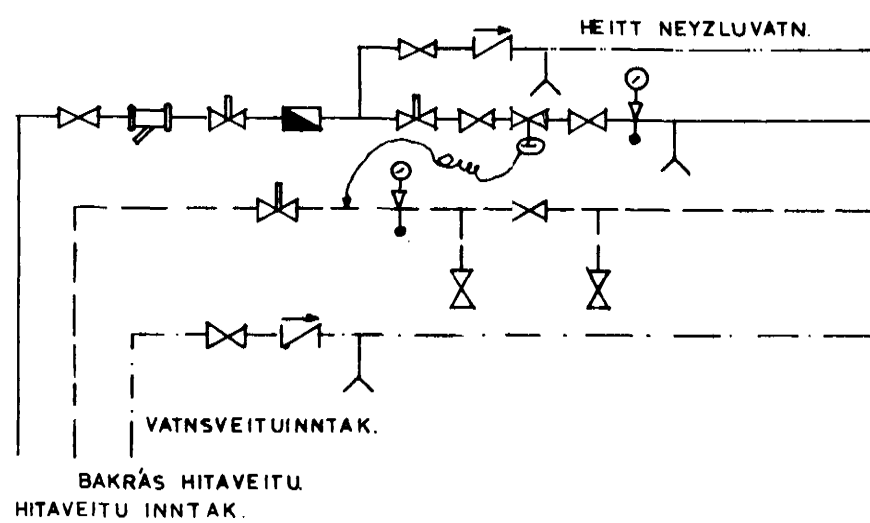 HEITT NEYZLUVATN.
VATNSVEITUINNTAK.
BAKRÁS HITAVEITU.
HITAVEITU INNTAK.